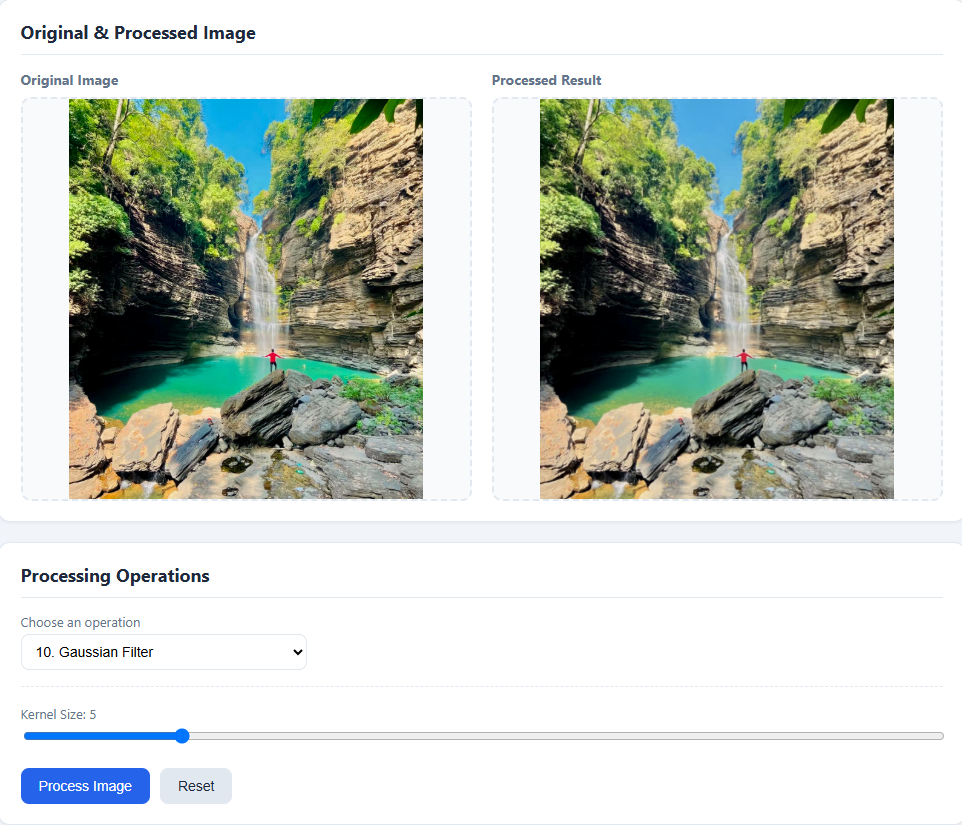 Original & Processed Image
Original Image
Processed Result
Processing Operations
Choose an operation
10. Gaussian Filter
Kernel Size: 5
Process Image
Reset